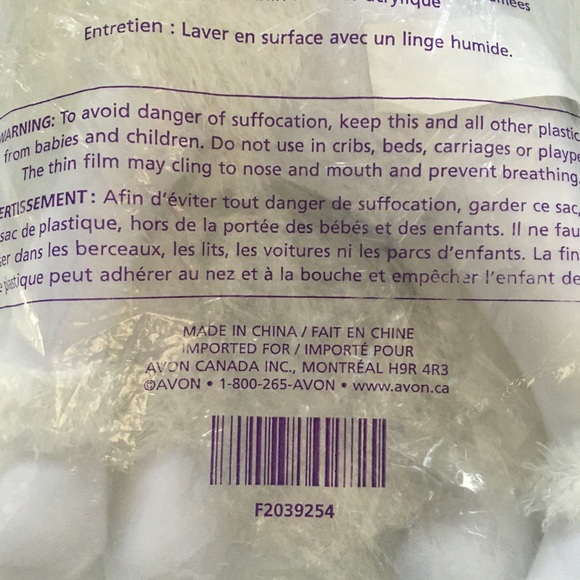 acrylique
Entretien : Laver en surface avec un linge humide.
WARNING: To avoid danger of suffocation, keep this and all other plastic
from babies and children. Do not use in cribs, beds, carriages or plaype
The thin film may cling to nose and mouth and prevent breathing.
ERTISSEMENT : Afin d'éviter tout danger de suffocation, garder ce sac,
sac de plastique, hors de la portée des bébés et des enfants. Il ne fau
ser dans les berceaux, les lits, les voitures ni les parcs d'enfants. La fin
plastique peut adhérer au nez et à la bouche et empêcher l'enfant de
MADE IN CHINA / FAIT EN CHINE
IMPORTED FOR / IMPORTÉ POUR
AVON CANADA INC., MONTRÉAL H9R 4R3
©AVON • 1-800-265-AVON • www.avon.ca
F2039254